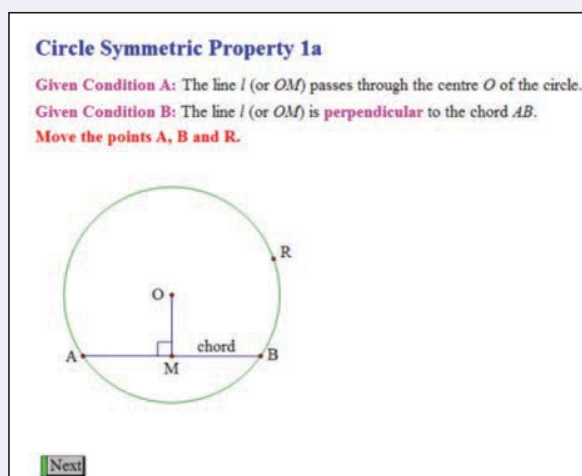 Circle Symmetric Property 1a
Given Condition A: The line l (or OM) passes through the centre O of the circle.
Given Condition B: The line l (or OM) is perpendicular to the chord AB.
Move the points A, B and R.
R
O
chord
A
B
M
Next